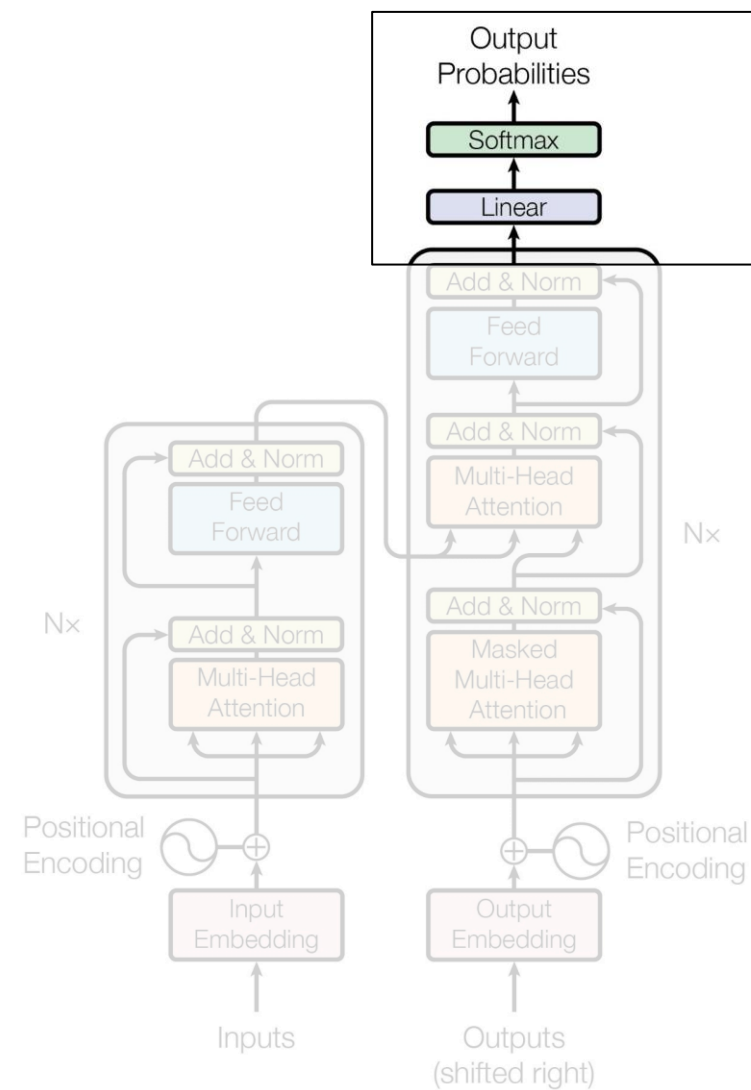 Output
Probabilities
Softmax
Linear
Add & Norm
Feed
Forward
Add & Norm
Multi-Head
Attention
Nx
Add & Norm
Masked
Multi-Head
Attention
Add & Norm
Feed
Forward
Nx
Add & Norm
Multi-Head
Attention
Positional
Encoding
Positional
Encoding
Input
Embedding
Output
Embedding
Inputs
Outputs
(shifted right)